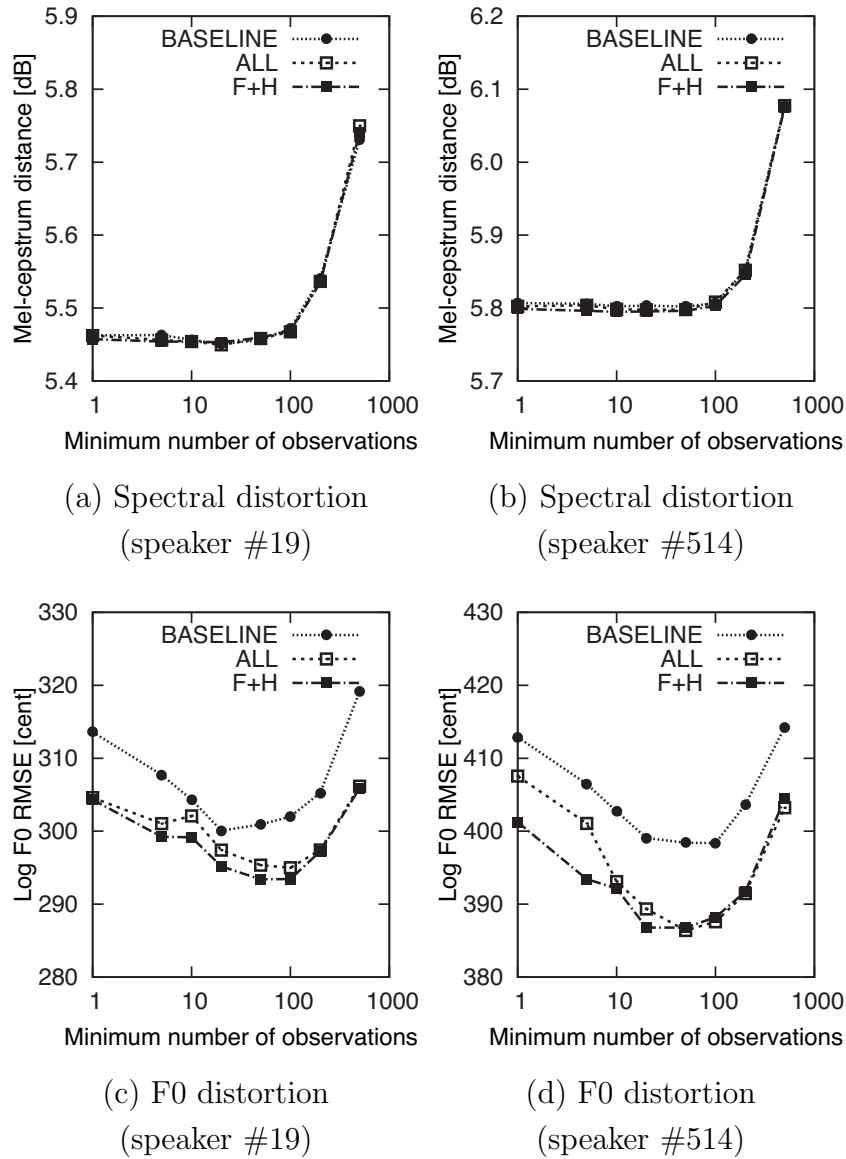 BASELINE
ALL
F+H
Mel-cepstrum distance [dB]
5.9
5.8
5.7
5.6
5.5
5.4
1 10 100 1000
Minimum number of observations
(a) Spectral distortion
(speaker #19)
BASELINE
ALL
F+H
Mel-cepstrum distance [dB]
6.2
6.1
6.0
5.9
5.8
5.7
1 10 100 1000
Minimum number of observations
(b) Spectral distortion
(speaker #514)
BASELINE
ALL
F+H
Log F0 RMSE [cent]
330
320
310
300
290
280
1 10 100 1000
Minimum number of observations
(c) F0 distortion
(speaker #19)
BASELINE
ALL
F+H
Log F0 RMSE [cent]
430
420
410
400
390
380
1 10 100 1000
Minimum number of observations
(d) F0 distortion
(speaker #514)